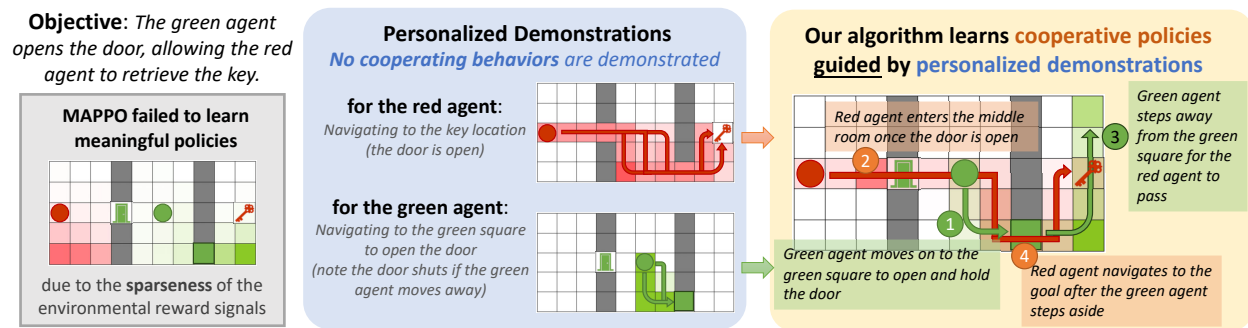 Objective: The green agent
opens the door, allowing the red
agent to retrieve the key.
MAPPO failed to learn
meaningful policies
due to the sparseness of the
environmental reward signals
Personalized Demonstrations
No cooperating behaviors are demonstrated
for the red agent:
Navigating to the key location
(the door is open)
for the green agent:
Navigating to the green square
to open the door
(note the door shuts if the green
agent moves away)
Our algorithm learns cooperative policies
guided by personalized demonstrations
Red agent enters the middle
room once the door is open
2
1
3
4
Green agent
steps away
from the green
square for the
red agent to
pass
Green agent moves on to the
green square to open and hold
the door
Red agent navigates to the
goal after the green agent
steps aside